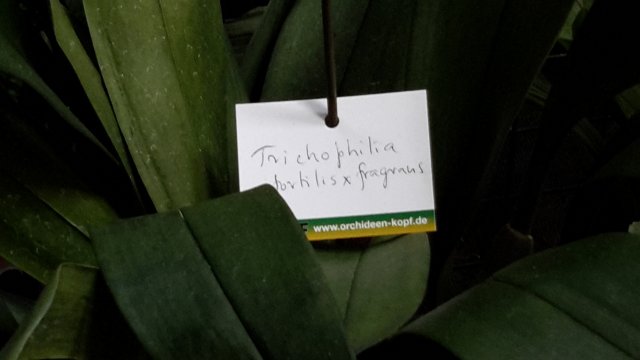 Trichophilia
tortilis x fragrans
www.orchideen-kopf.de